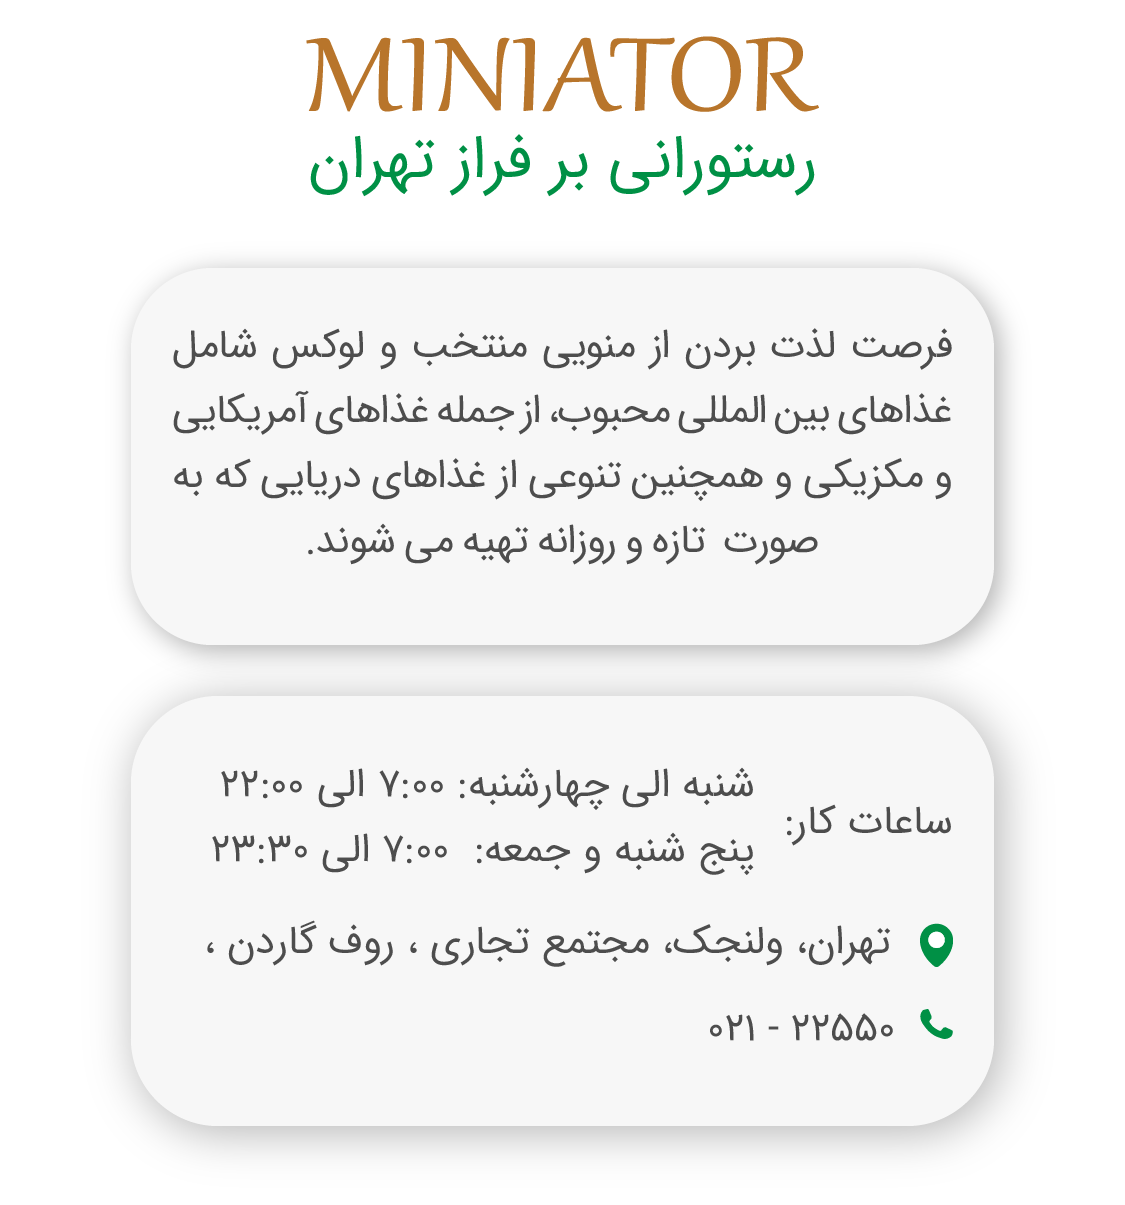 MINIATOR
رستورانی بر فراز تهران
فرصت لذت بردن از منویی منتخب و لوکس شامل
غذاهای بین المللی محبوب، از جمله غذاهای آمریکایی
و مکزیکی و همچنین تنوعی از غذاهای دریایی که به
صورت تازه و روزانه تهیه می شوند.
ساعات کار:
شنبه الی چهارشنبه: ۷:۰۰ الی ۲۲:۰۰
پنج شنبه و جمعه: ۷:۰۰ الی ۲۳:۳۰
تهران، ولنجک، مجتمع تجاری ، روف گاردن ،
۰۲۱ - ۲۲۵۵۰